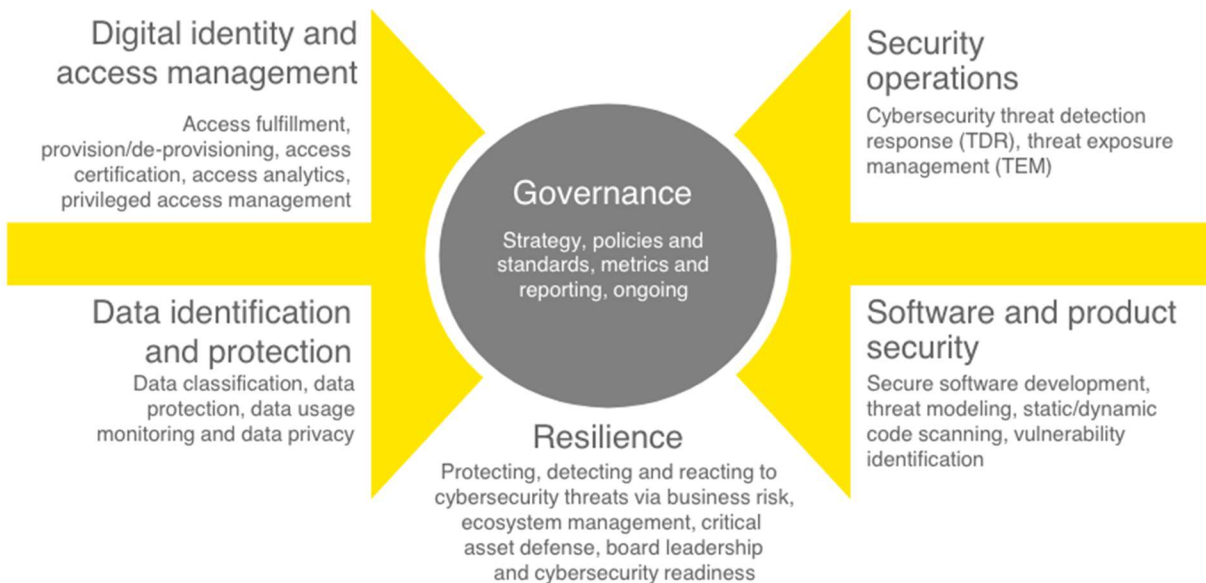 Digital identity and
access management
Access fulfillment,
provision/de-provisioning, access
certification, access analytics,
privileged access management
Data identification
and protection
Data classification, data
protection, data usage
monitoring and data privacy
Governance
Strategy, policies and
standards, metrics and
reporting, ongoing
Resilience
Protecting, detecting and reacting to
cybersecurity threats via business risk,
ecosystem management, critical
asset defense, board leadership
and cybersecurity readiness
Security
operations
Cybersecurity threat detection
response (TDR), threat exposure
management (TEM)
Software and product
security
Secure software development,
threat modeling, static/dynamic
code scanning, vulnerability
identification